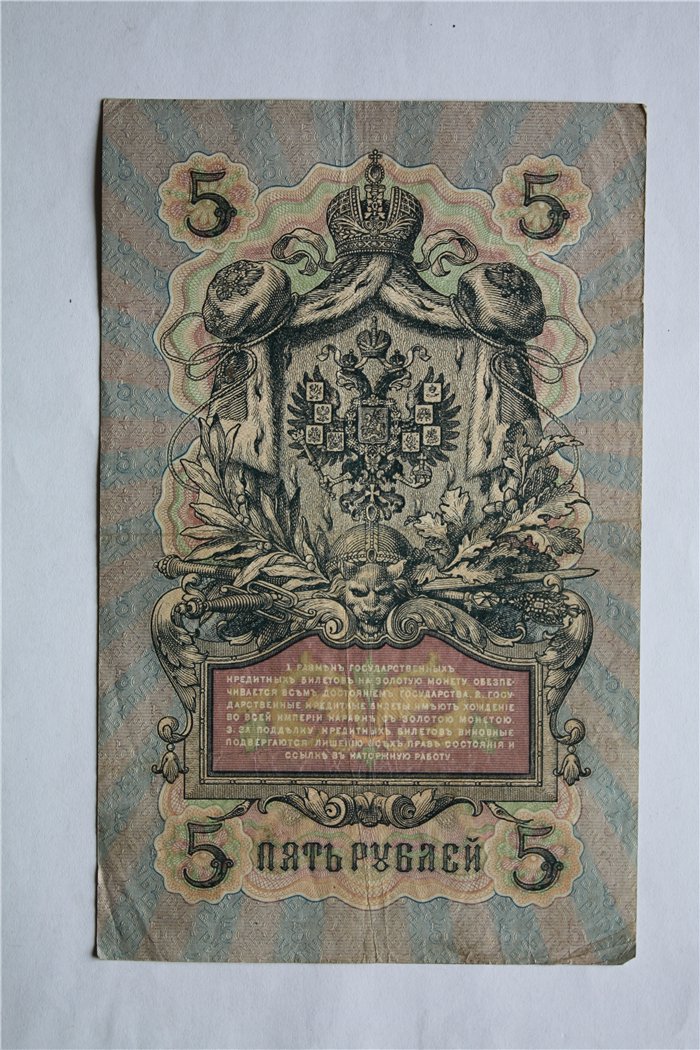 5 5
1. РАЗМѢНЪ ГОСУДАРСТВЕННЫХЪ
КРЕДИТНЫХЪ БИЛЕТОВЪ НА ЗОЛОТУЮ МОНЕТУ ОБЕЗПЕ-
ЧИВАЕТСЯ ВСѢМЪ ДОСТОЯНІЕМЪ ГОСУДАРСТВА. 2. ГОСУ-
ДАРСТВЕННЫЕ КРЕДИТНЫЕ БИЛЕТЫ ИМѢЮТЪ ХОЖДЕНІЕ
ВО ВСЕЙ ИМПЕРІИ НАРАВНѢ СЪ ЗОЛОТОЮ МОНЕТОЮ.
3. ЗА ПОДДѢЛКУ КРЕДИТНЫХЪ БИЛЕТОВЪ ВИНОВНЫЕ
ПОДВЕРГАЮТСЯ ЛИШЕНІЮ ВСѢХЪ ПРАВЪ СОСТОЯНІЯ И
ССЫЛКѢ ВЪ КАТОРЖНУЮ РАБОТУ.
5 ПЯТЬ РУБЛЕЙ 5